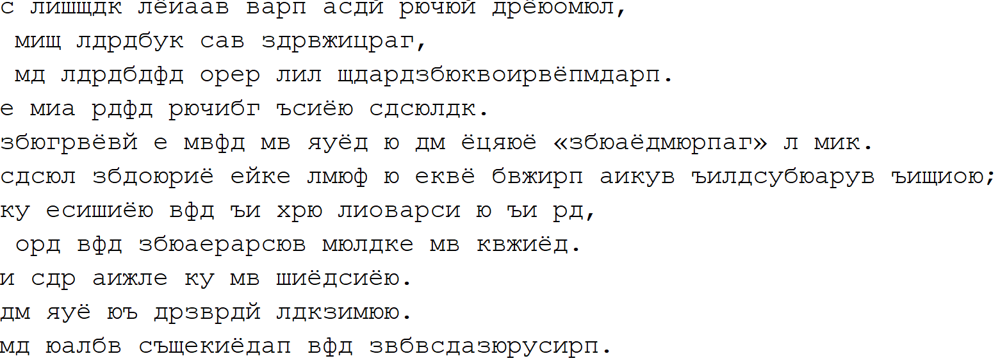 с лишщдк лёйаав варп асдй рючюй дрёюомюл,
мищ лдрдбук сав здрвжицраг,
мд лдрдбдфд орер лил щдардзбюквоирвёпмдарп.
е миа рдфд рючибг ъсиёю сдсюлдк.
збюгрвёвй е мвфд мв яуёд ю дм ёцяюё «збюаёдмюрпаг» л мик.
сдсюл збдоюриё ейке лмюф ю еквё бвжирп аикув ъилдсубюарув ъищиою;
ку есишиёю вфд ъи хрю лиоварси ю ъи рд,
орд вфд збюаерарсюв мюлдке мв квжиёд.
и сдр аижле ку мв шиёдсиёю.
дм яуё юъ дрзврдй лдкзимюю.
мд юалбв същекиёдап вфд звбвсдазюрусирп.